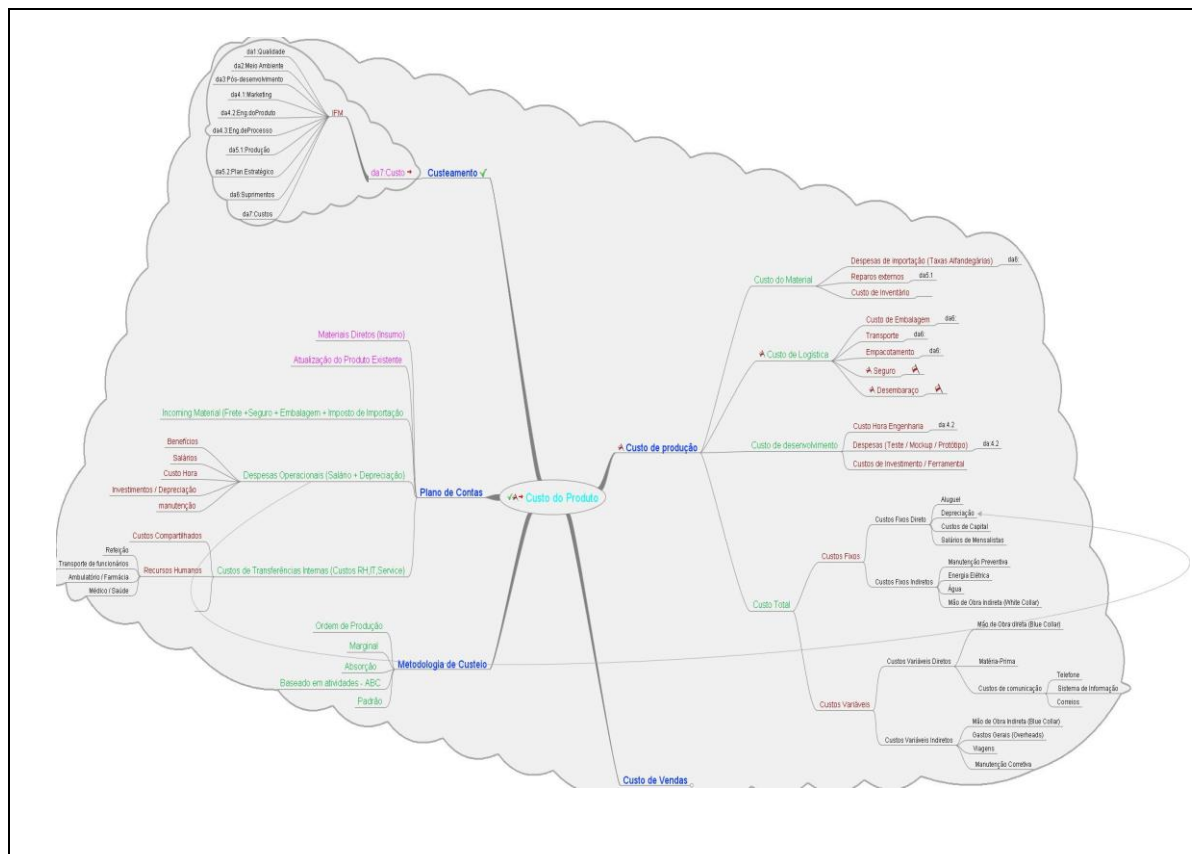 da1:Qualidade
da2:Meio Ambiente
da3:Pós-desenvolvimento
da4.1:Marketing
da4.2:Eng.doProduto
da4.3:Eng.deProcesso
da5.1:Produção
da5.2:Plan Estratégico
da6:Suprimentos
da7:Custos
IFM
da7:Custo
Custeamento
Materiais Diretos (Insumo)
Atualização do Produto Existente
Incoming Material (Frete +Seguro + Embalagem + Imposto de Importação
Benefícios
Salários
Custo Hora
Investimentos / Depreciação
manutenção
Despesas Operacionais (Salário + Depreciação)
Plano de Contas
Custos Compartilhados
Refeição
Transporte de funcionários
Ambulatório / Farmácia
Médico / Saúde
Recursos Humanos
Custos de Transferências Internas (Custos RH,IT,Service)
Ordem de Produção
Marginal
Absorção
Baseado em atividades - ABC
Padrão
Metodologia de Custeio
Custo do Produto
Custo de produção
Custo do Material
Despesas de importação (Taxas Alfandegárias)
da6:
Reparos externos
da5.1
Custo de Inventário
Custo de Logística
Custo de Embalagem
da6:
Transporte
da6:
Empacotamento
da6:
Seguro
Desembaraço
Custo de desenvolvimento
Custo Hora Engenharia
da 4.2
Despesas (Teste / Mockup / Protótipo)
da 4.2
Custos de Investimento / Ferramental
Custo Total
Custos Fixos
Custos Fixos Direto
Aluguel
Depreciação
Custos de Capital
Salários de Mensalistas
Custos Fixos Indiretos
Manutenção Preventiva
Energia Elétrica
Água
Mão de Obra Indireta (White Collar)
Custos Variáveis
Custos Variáveis Diretos
Mão de Obra direta (Blue Collar)
Matéria-Prima
Custos de comunicação
Telefone
Sistema de Informação
Correios
Custos Variáveis Indiretos
Mão de Obra Indireta (Blue Collar)
Gastos Gerais (Overheads)
Viagens
Manutenção Corretiva
Custo de Vendas